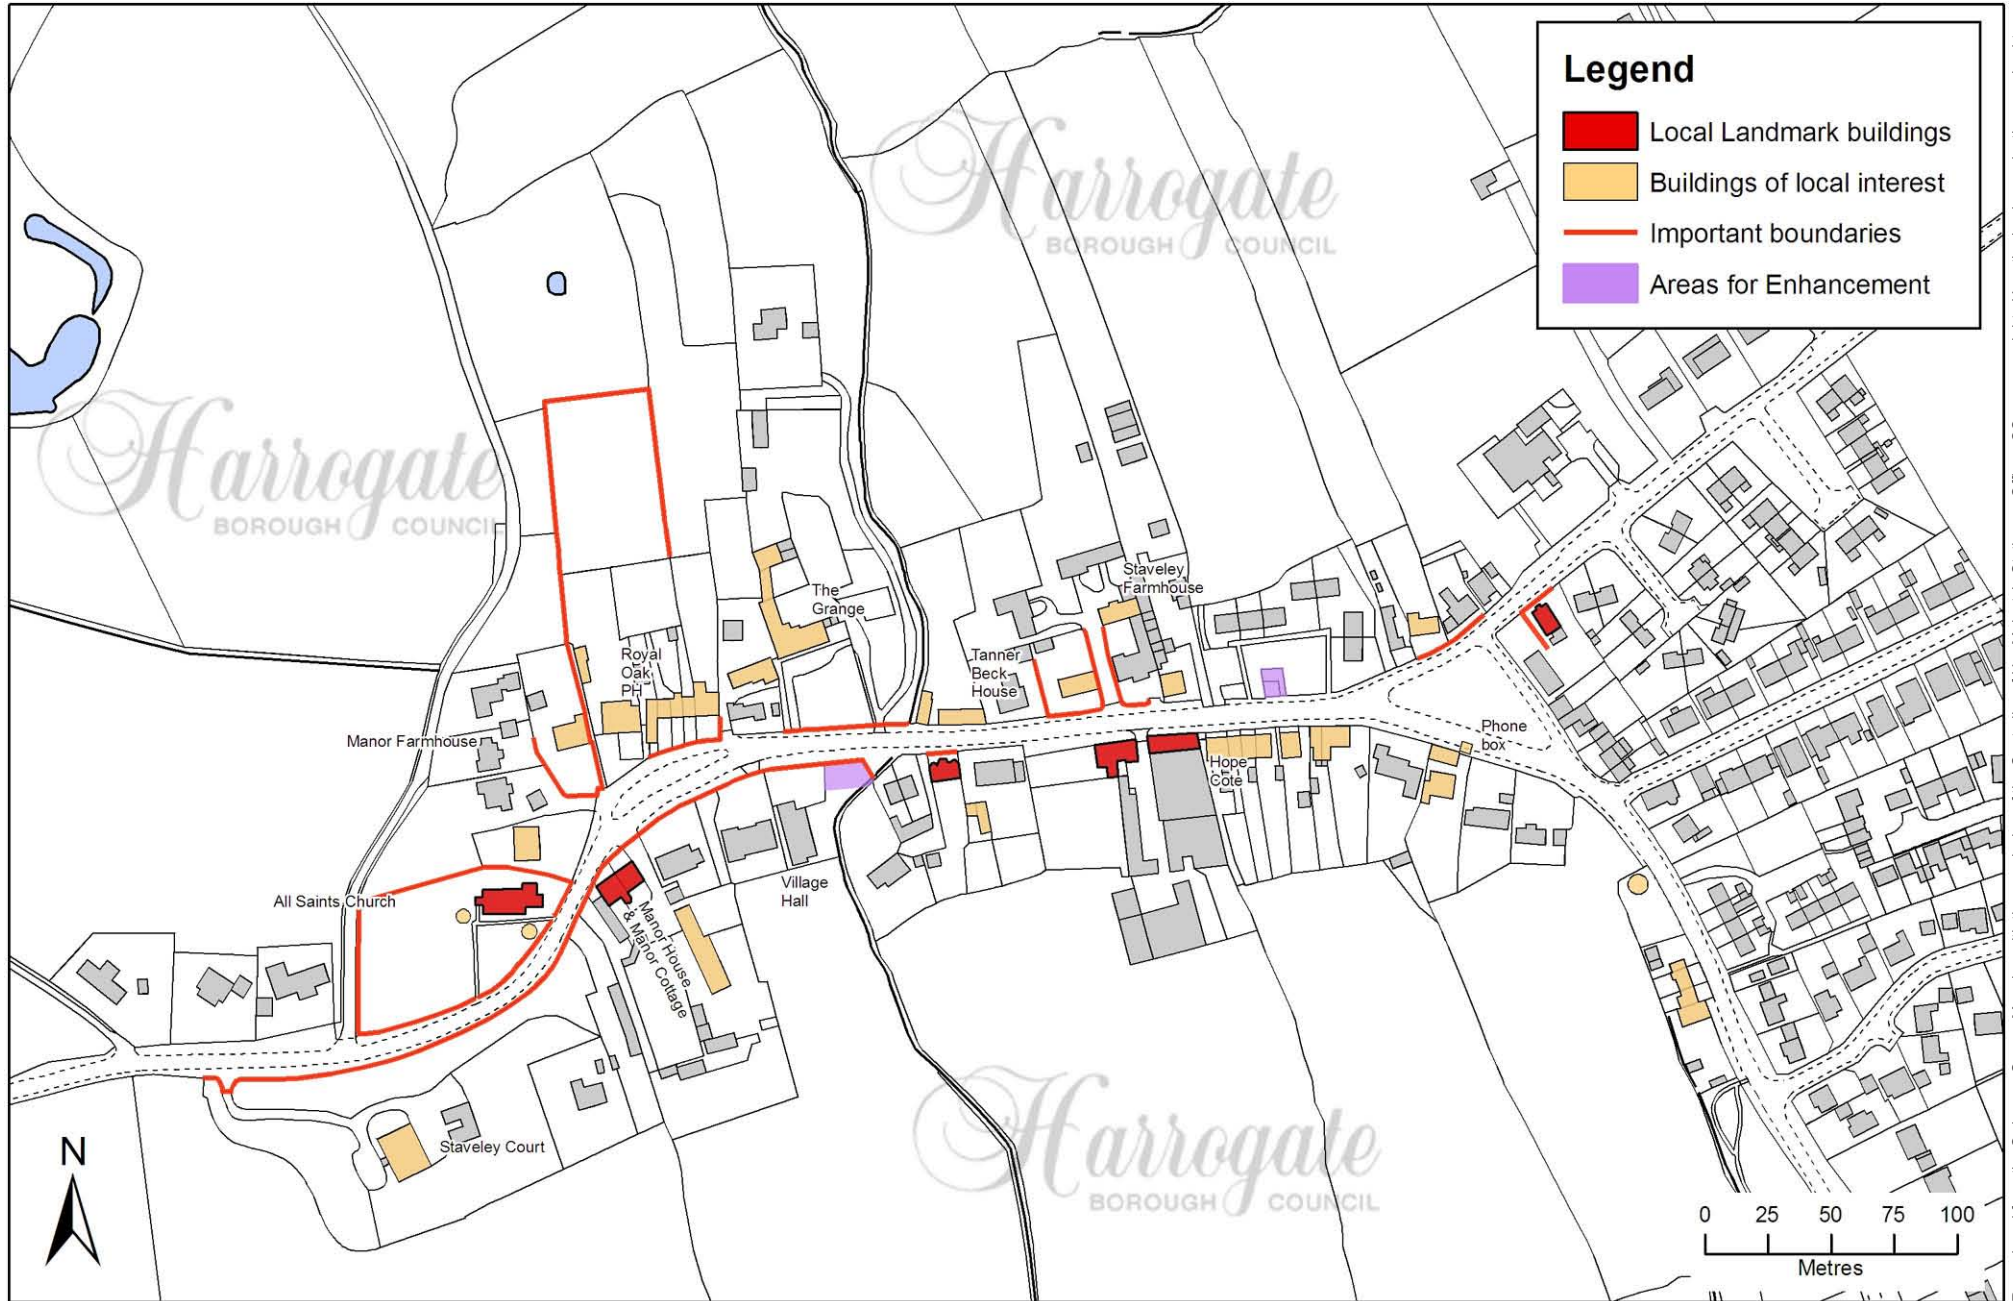 Legend
Local Landmark buildings
Buildings of local interest
Important boundaries
Areas for Enhancement
Harrogate
BOROUGH COUNCIL
Harrogate
BOROUGH COUNCIL
Staveley
Farmhouse
The
Grange
Royal
Oak
PH
Tanner
Beck
House
Manor Farmhouse
Phone
box
Hope
Cote
Village
Hall
All Saints Church
Manor House
& Manor Cottage
Staveley Court
Harrogate
BOROUGH COUNCIL
N
0 25 50 75 100
Metres